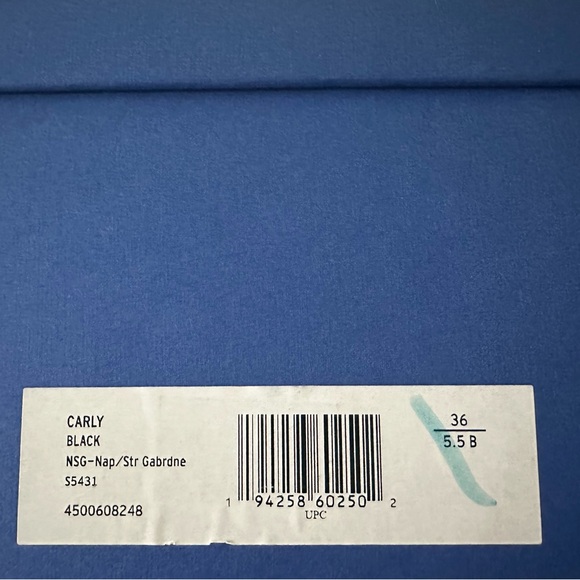 CARLY
BLACK
NSG-Nap/Str Gabrdne
S5431
4500608248
1 94258 60250 2
UPC
36
5.5 B